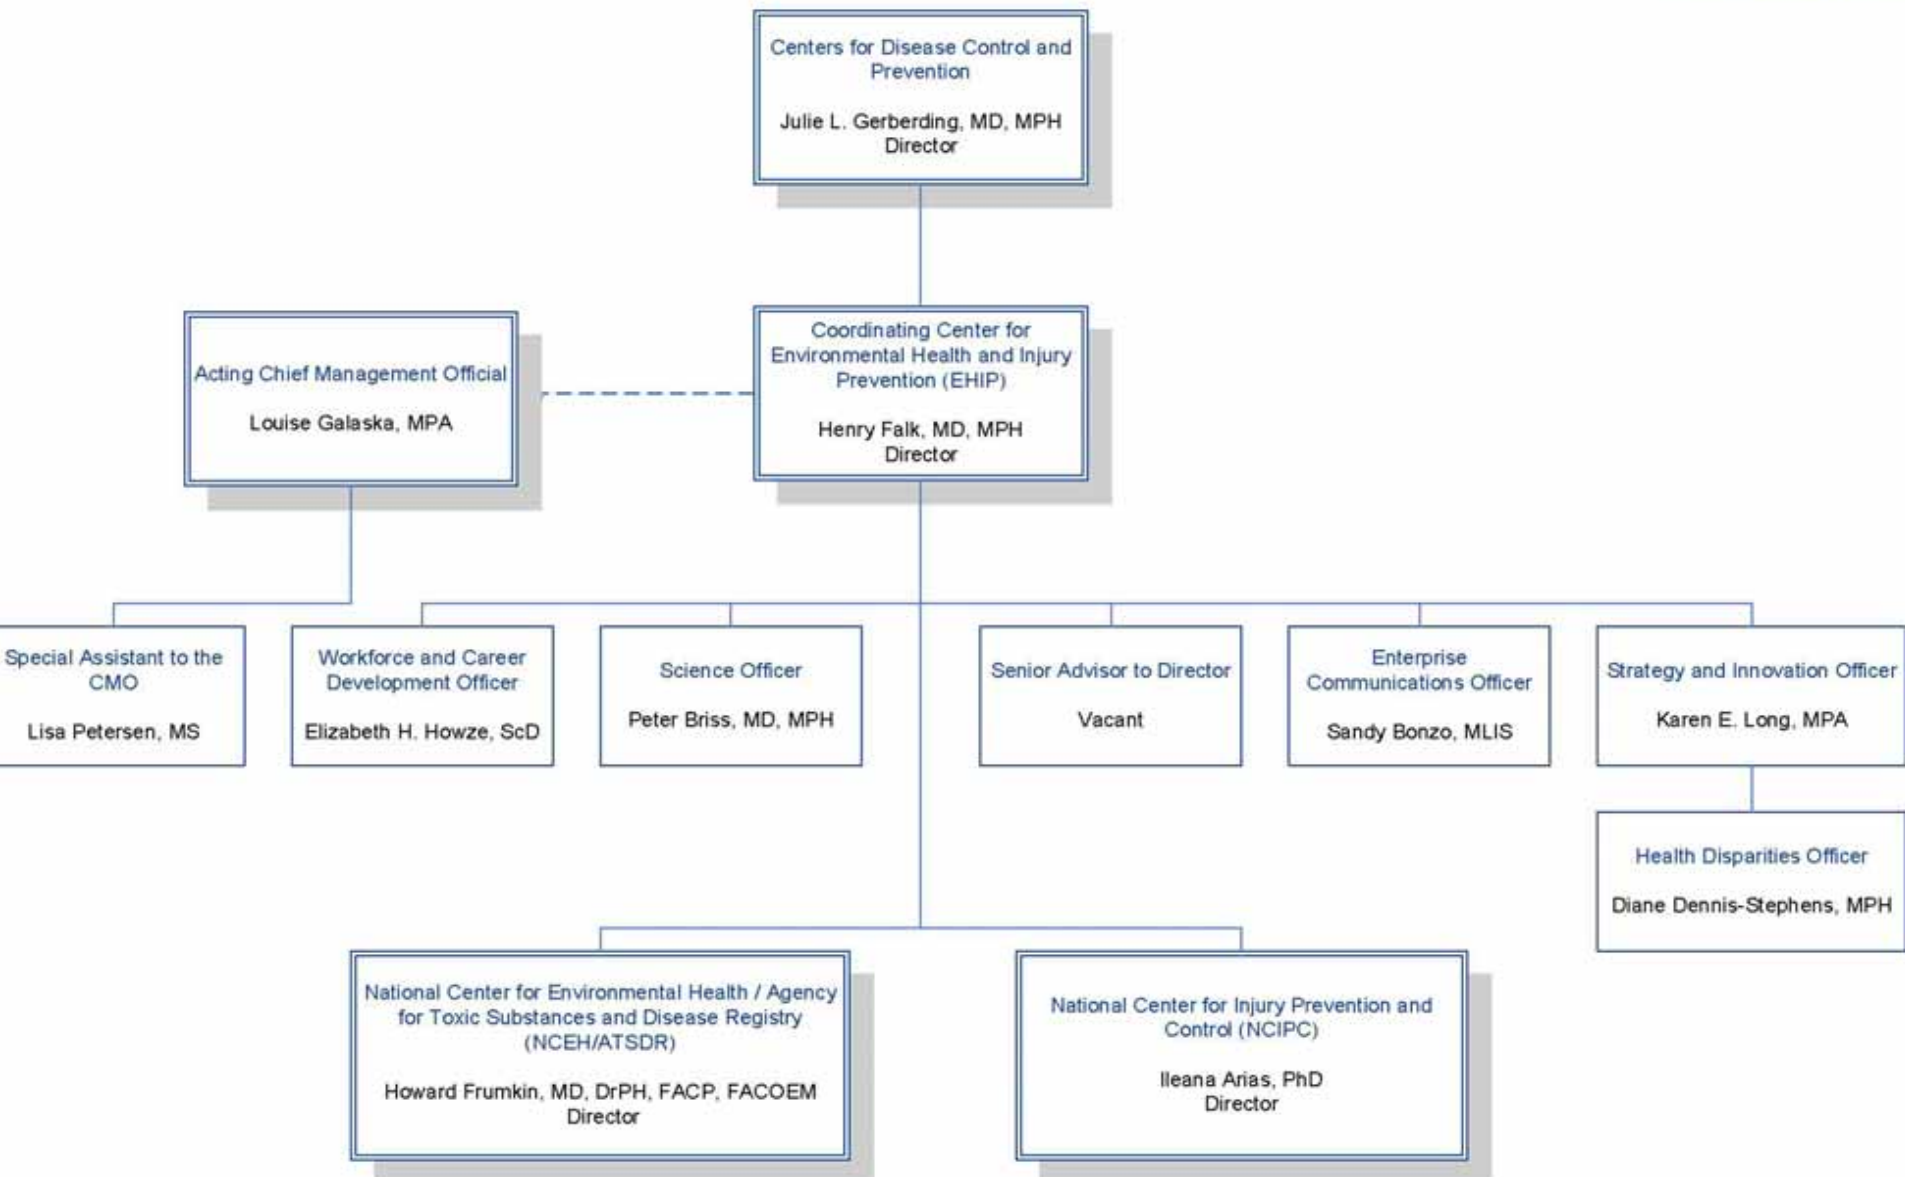 Centers for Disease Control and
Prevention
Julie L. Gerberding, MD, MPH
Director
Acting Chief Management Official
Louise Galaska, MPA
Coordinating Center for
Environmental Health and Injury
Prevention (EHIP)
Henry Falk, MD, MPH
Director
Special Assistant to the
CMO
Lisa Petersen, MS
Workforce and Career
Development Officer
Elizabeth H. Howze, ScD
Science Officer
Peter Briss, MD, MPH
Senior Advisor to Director
Vacant
Enterprise
Communications Officer
Sandy Bonzo, MLIS
Strategy and Innovation Officer
Karen E. Long, MPA
Health Disparities Officer
Diane Dennis-Stephens, MPH
National Center for Environmental Health / Agency
for Toxic Substances and Disease Registry
(NCEH/ATSDR)
Howard Frumkin, MD, DrPH, FACP, FACOEM
Director
National Center for Injury Prevention and
Control (NCIPC)
Ileana Arias, PhD
Director